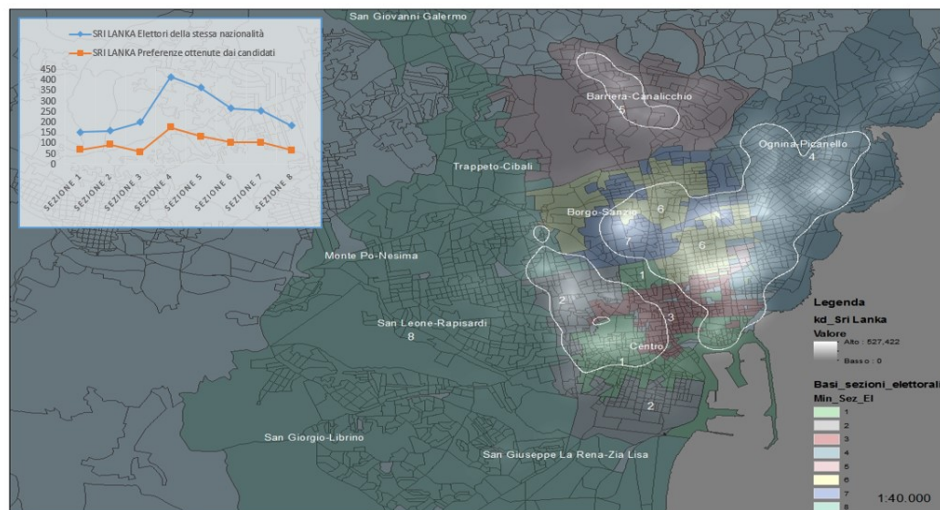 SRI LANKA Elettori della stessa nazionalità
SRI LANKA Preferenze ottenute dai candidati
450
400
350
300
250
200
150
100
50
0
SEZIONE 1
SEZIONE 2
SEZIONE 3
SEZIONE 4
SEZIONE 5
SEZIONE 6
SEZIONE 7
SEZIONE 8
San Giovanni Galermo
Barriera-Canalicchio
5
Ognina-Picanello
4
Trappeto-Cibali
Borgo-Sanzio
6
7
6
Monte Po-Nesima
1
2
3
San Leone-Rapisardi
8
Centro
1
2
San Giorgio-Librino
San Giuseppe La Rena-Zia Lisa
Legenda
kd_Sri Lanka
Valore
Alto : 527,422
Basso : 0
Basi_sezioni_elettorali
Min_Sez_El
1
2
3
4
5
6
7
8
1:40.000